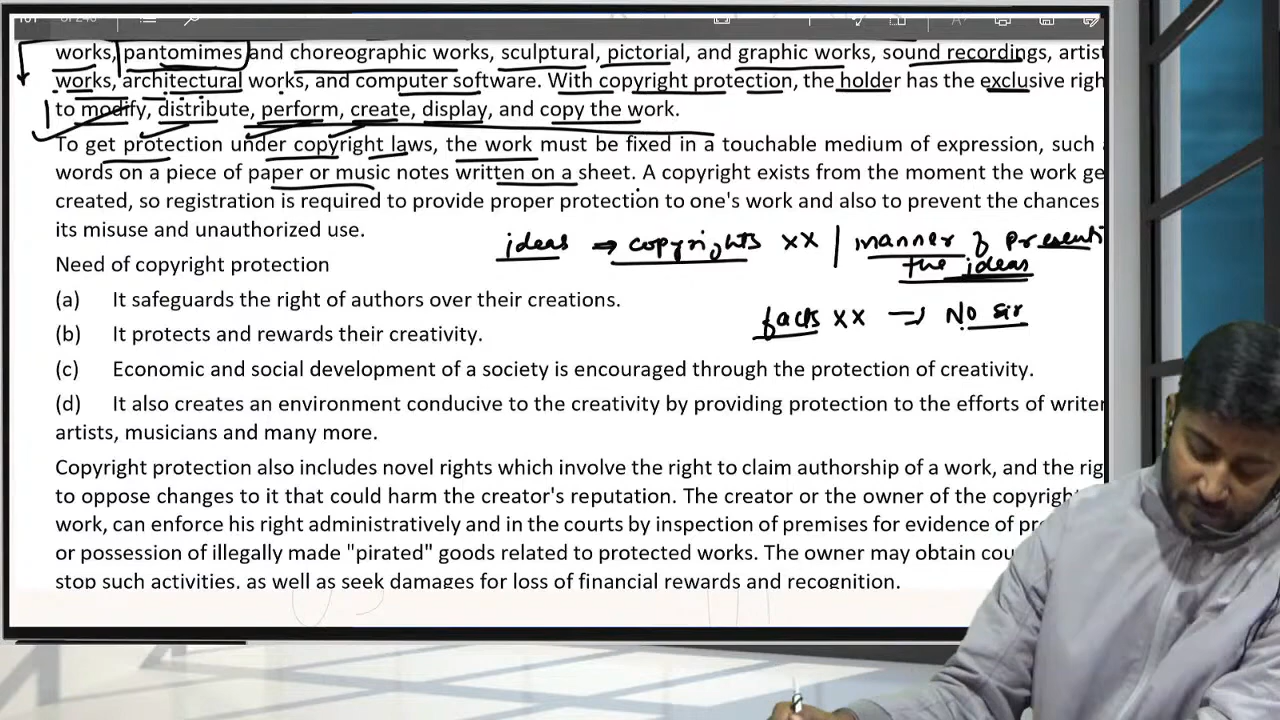 works, pantomimes and choreographic works, sculptural, pictorial, and graphic works, sound recordings, artist
works, architectural works, and computer software. With copyright protection, the holder has the exclusive righ
to modify, distribute, perform, create, display, and copy the work.
To get protection under copyright laws, the work must be fixed in a touchable medium of expression, such
words on a piece of paper or music notes written on a sheet. A copyright exists from the moment the work ge
created, so registration is required to provide proper protection to one's work and also to prevent the chances
its misuse and unauthorized use.
ideas ⇒ copyrights xx | manner of presenti
the ideas
Need of copyright protection
(a) It safeguards the right of authors over their creations.
facts xx → No sir
(b) It protects and rewards their creativity.
(c) Economic and social development of a society is encouraged through the protection of creativity.
(d) It also creates an environment conducive to the creativity by providing protection to the efforts of writer
artists, musicians and many more.
Copyright protection also includes novel rights which involve the right to claim authorship of a work, and the rig
to oppose changes to it that could harm the creator's reputation. The creator or the owner of the copyright
work, can enforce his right administratively and in the courts by inspection of premises for evidence of pr
or possession of illegally made "pirated" goods related to protected works. The owner may obtain cou
stop such activities, as well as seek damages for loss of financial rewards and recognition.